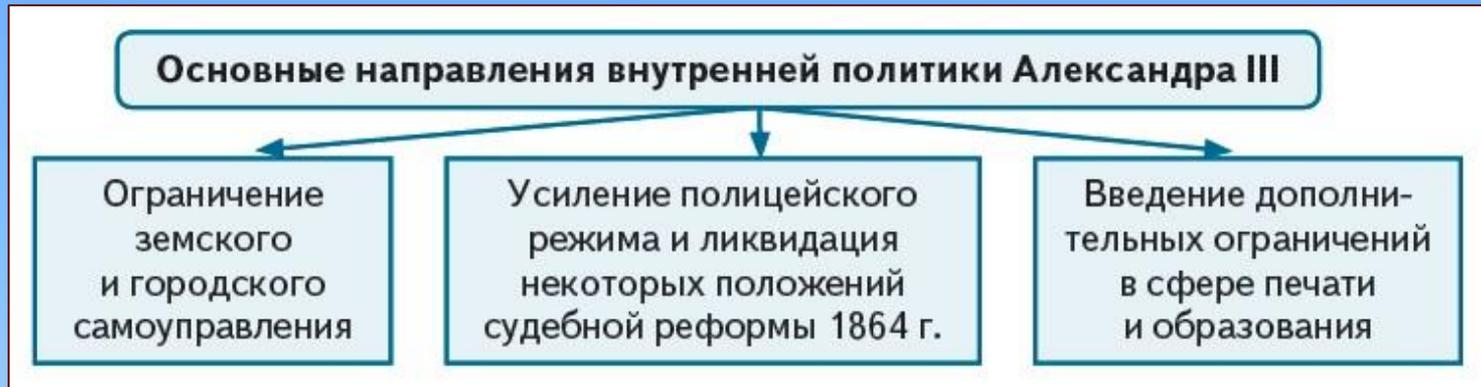 Основные направления внутренней политики Александра III
Ограничение
земского
и городского
самоуправления
Усиление полицейского
режима и ликвидация
некоторых положений
судебной реформы 1864 г.
Введение дополни-
тельных ограничений
в сфере печати
и образования